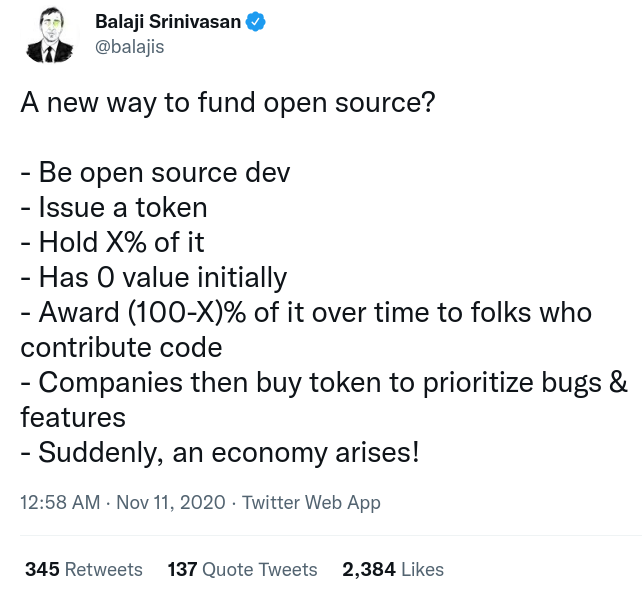 Balaji Srinivasan
@balajis
A new way to fund open source?
- Be open source dev
- Issue a token
- Hold X% of it
- Has 0 value initially
- Award (100-X)% of it over time to folks who
contribute code
- Companies then buy token to prioritize bugs &
features
- Suddenly, an economy arises!
12:58 AM · Nov 11, 2020 · Twitter Web App
345 Retweets 137 Quote Tweets 2,384 Likes